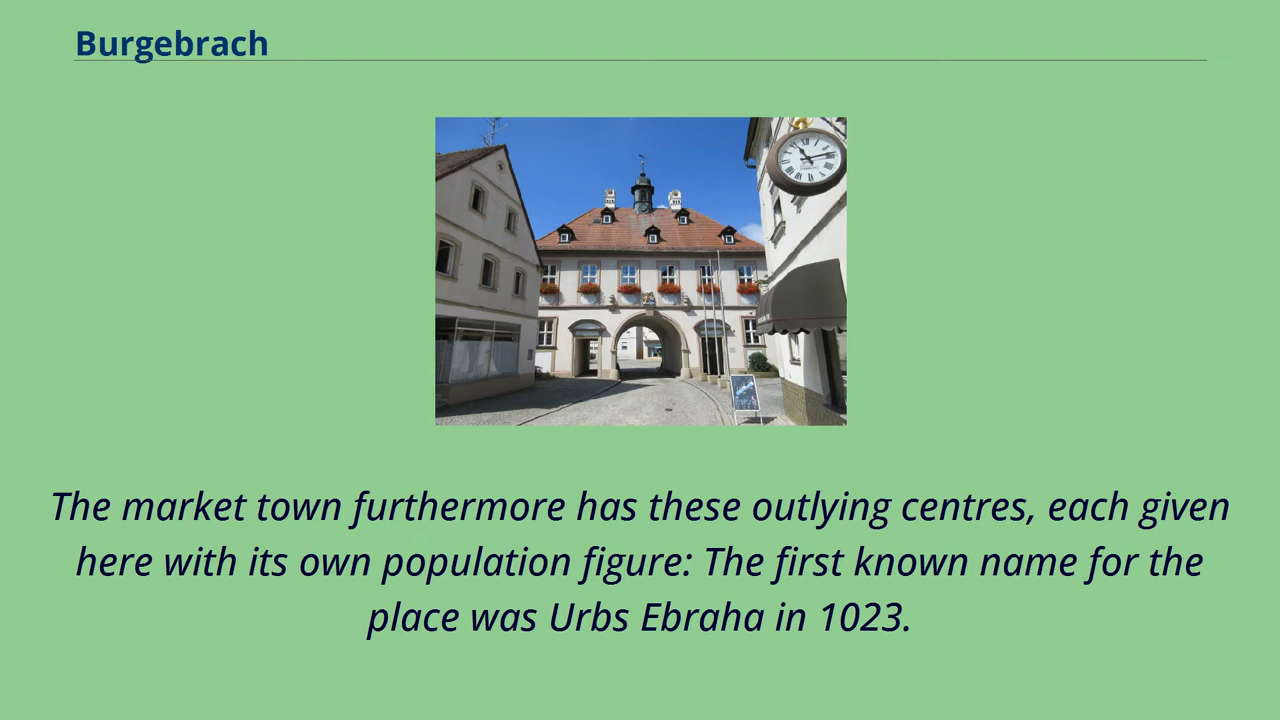 Burgebrach
The market town furthermore has these outlying centres, each given
here with its own population figure: The first known name for the
place was Urbs Ebraha in 1023.